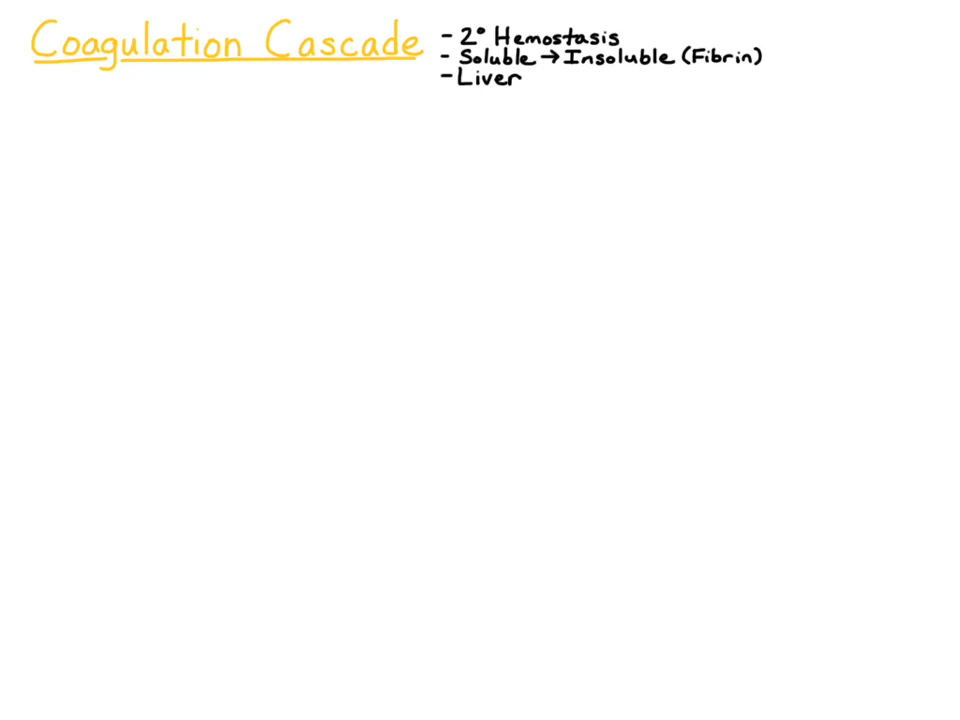 Coagulation Cascade
- 2° Hemostasis
- Soluble → Insoluble (Fibrin)
- Liver